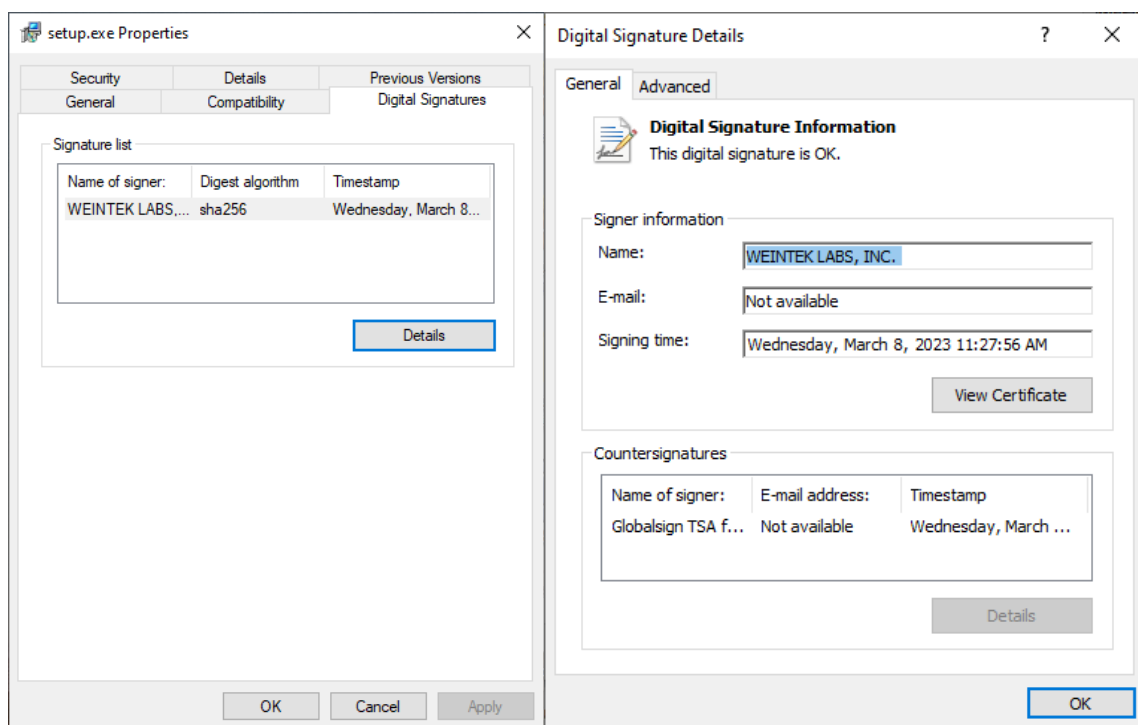 setup.exe Properties
Security Details Previous Versions
General Compatibility Digital Signatures
Signature list
Name of signer: Digest algorithm Timestamp
WEINTEK LABS,... sha256 Wednesday, March 8...
Details
OK Cancel Apply
Digital Signature Details ?
General Advanced
Digital Signature Information
This digital signature is OK.
Signer information
Name: WEINTEK LABS, INC.
E-mail: Not available
Signing time: Wednesday, March 8, 2023 11:27:56 AM
View Certificate
Countersignatures
Name of signer: E-mail address: Timestamp
Globalsign TSA f... Not available Wednesday, March ...
Details
OK